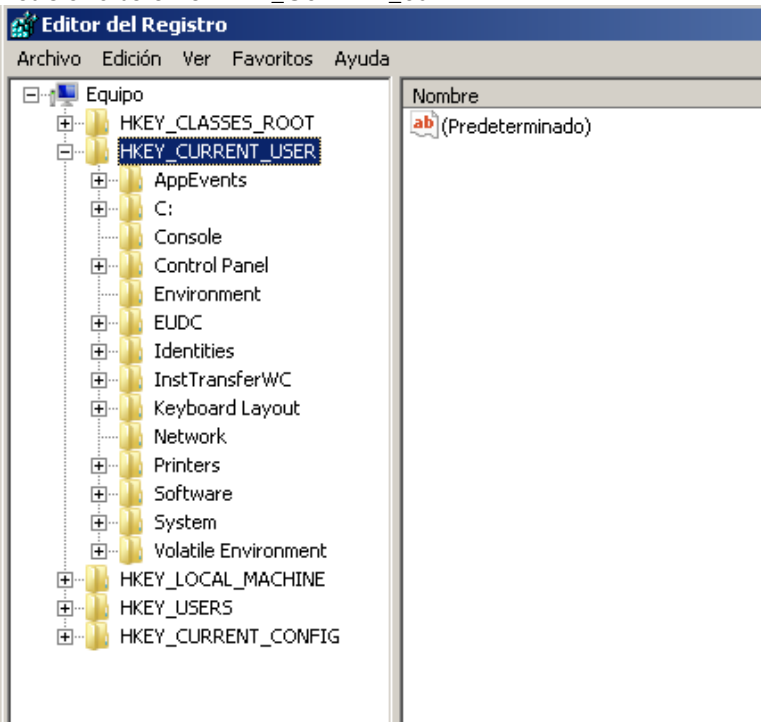 Editor del Registro
Archivo Edición Ver Favoritos Ayuda
Equipo
HKEY_CLASSES_ROOT
HKEY_CURRENT_USER
AppEvents
C:
Console
Control Panel
Environment
EUDC
Identities
InstTransferWC
Keyboard Layout
Network
Printers
Software
System
Volatile Environment
HKEY_LOCAL_MACHINE
HKEY_USERS
HKEY_CURRENT_CONFIG
Nombre
ab (Predeterminado)